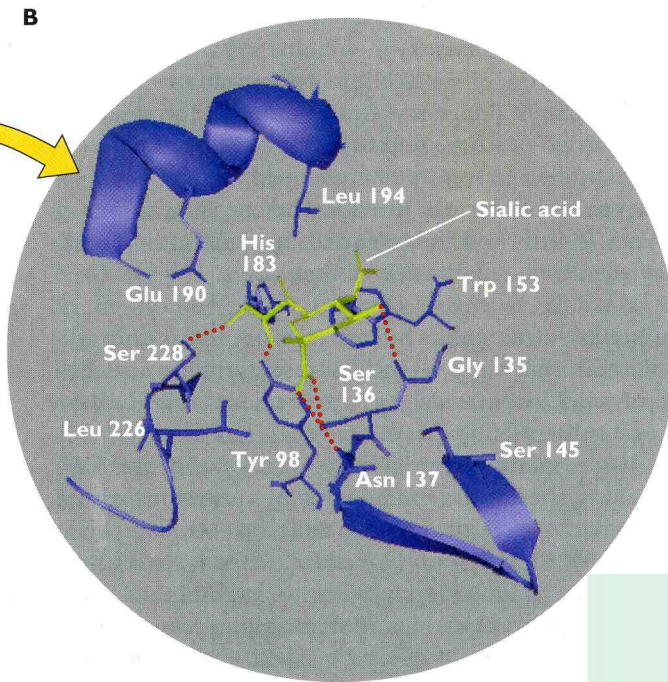 B
Leu 194
Sialic acid
His
183
Trp 153
Glu 190
Ser 228
Gly 135
Ser
136
Leu 226
Ser 145
Tyr 98
Asn 137